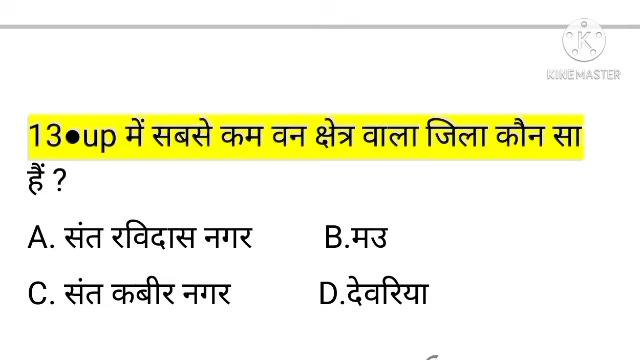 KINEMASTER
13●up में सबसे कम वन क्षेत्र वाला जिला कौन सा
हैं ?
A. संत रविदास नगर B.मउ
C. संत कबीर नगर D.देवरिया